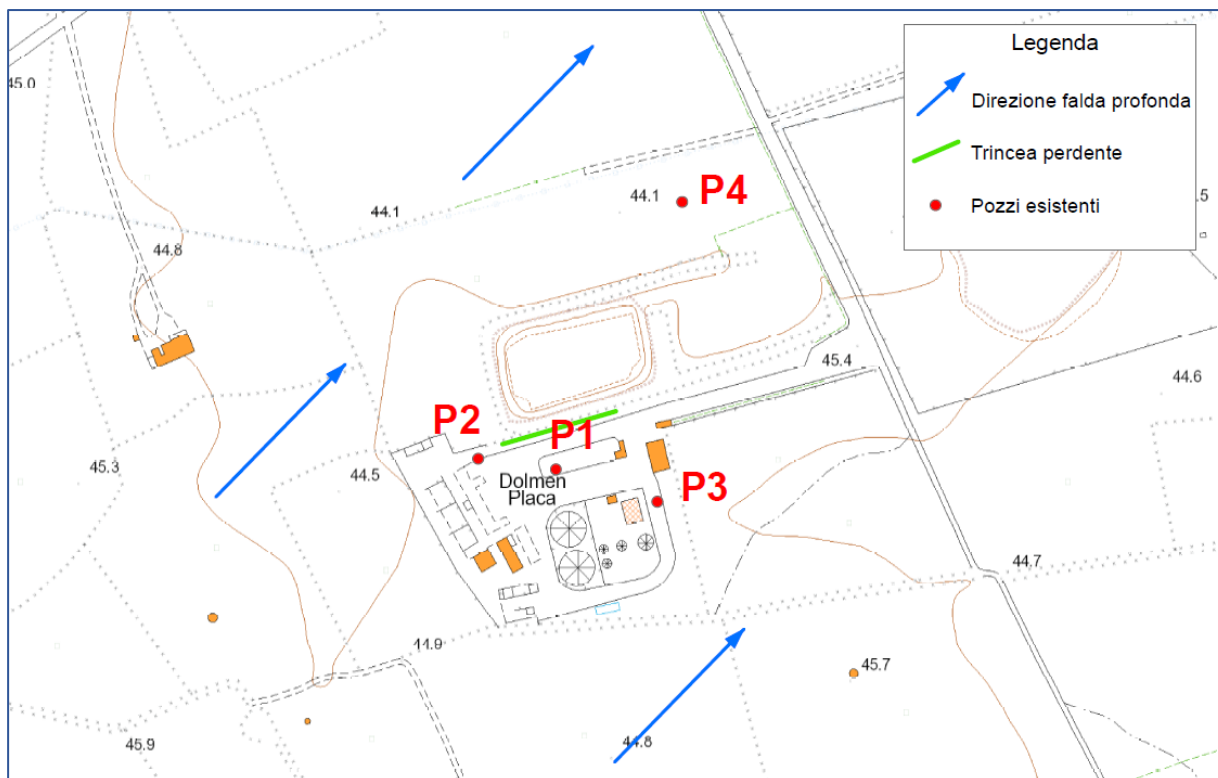 Legenda
Direzione falda profonda
Trincea perdente
Pozzi esistenti
45.0
44.1
P4
44.1
.5
44.8
45.4
44.6
P2
P1
45.3
44.5
Dolmen
Placa
P3
44.7
44.9
45.7
45.9
44.8